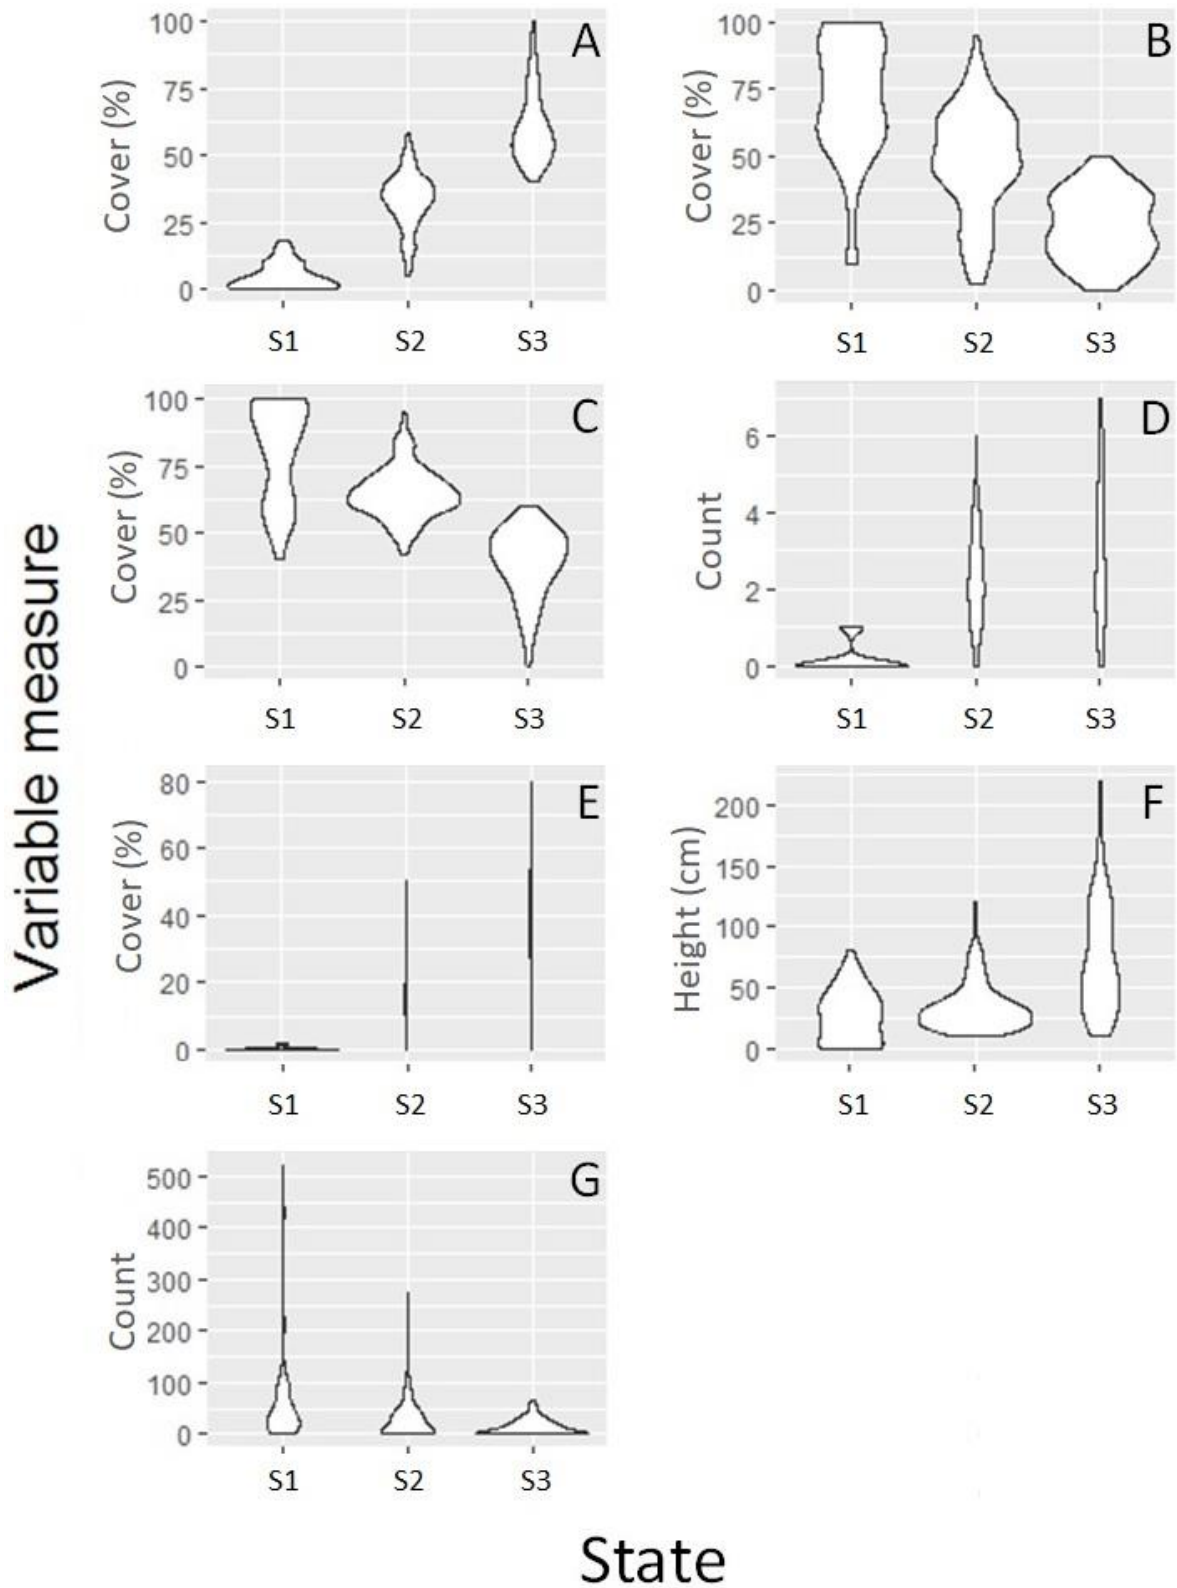 Variable measure
A
Cover (%)
100
75
50
25
0
S1 S2 S3
B
Cover (%)
100
75
50
25
0
S1 S2 S3
C
Cover (%)
100
75
50
25
0
S1 S2 S3
D
Count
6
4
2
0
S1 S2 S3
E
Cover (%)
80
60
40
20
0
S1 S2 S3
F
Height (cm)
200
150
100
50
0
S1 S2 S3
G
Count
500
400
300
200
100
0
S1 S2 S3
State